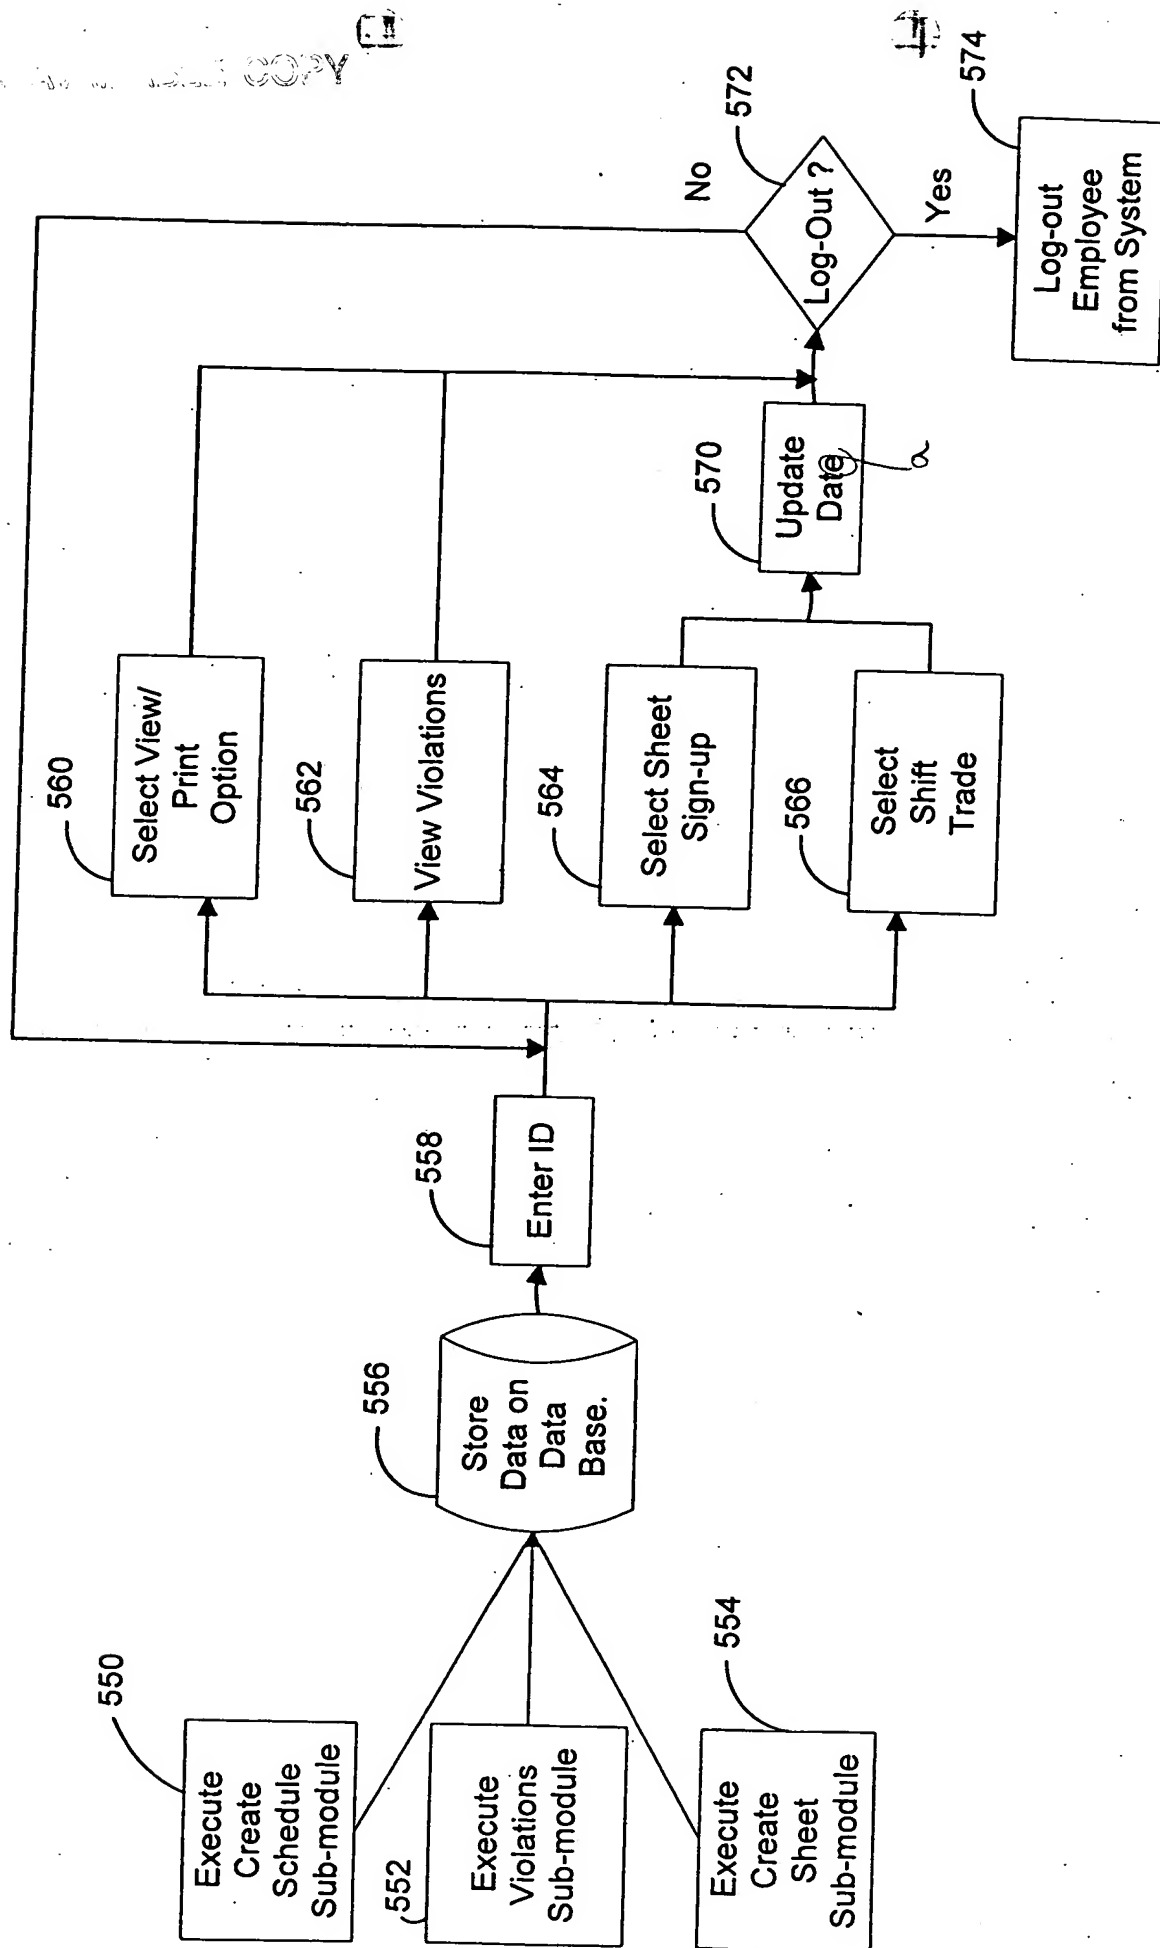 COPY
550
Execute
Create
Schedule
Sub-module
552
Execute
Violations
Sub-module
554
Execute
Create
Sheet
Sub-module
556
Store
Data on
Data
Base.
558
Enter ID
560
Select View/
Print
Option
562
View Violations
564
Select Sheet
Sign-up
566
Select
Shift
Trade
570
Update
Date
a
572
Log-Out ?
No
Yes
574
Log-out
Employee
from System